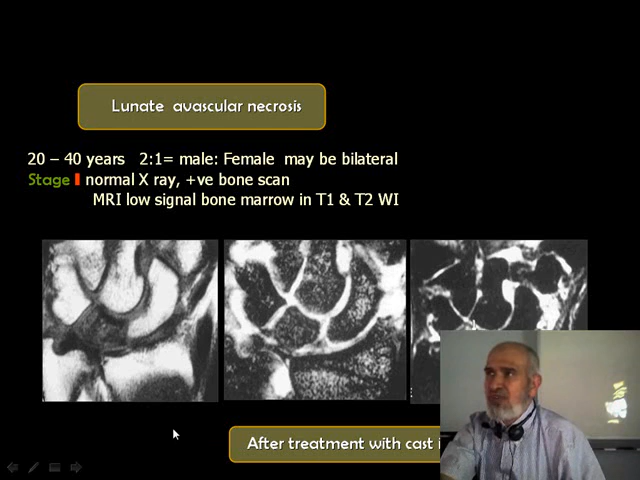 Lunate avascular necrosis
20 – 40 years 2:1= male: Female may be bilateral
Stage I normal X ray, +ve bone scan
MRI low signal bone marrow in T1 & T2 WI
After treatment with cast